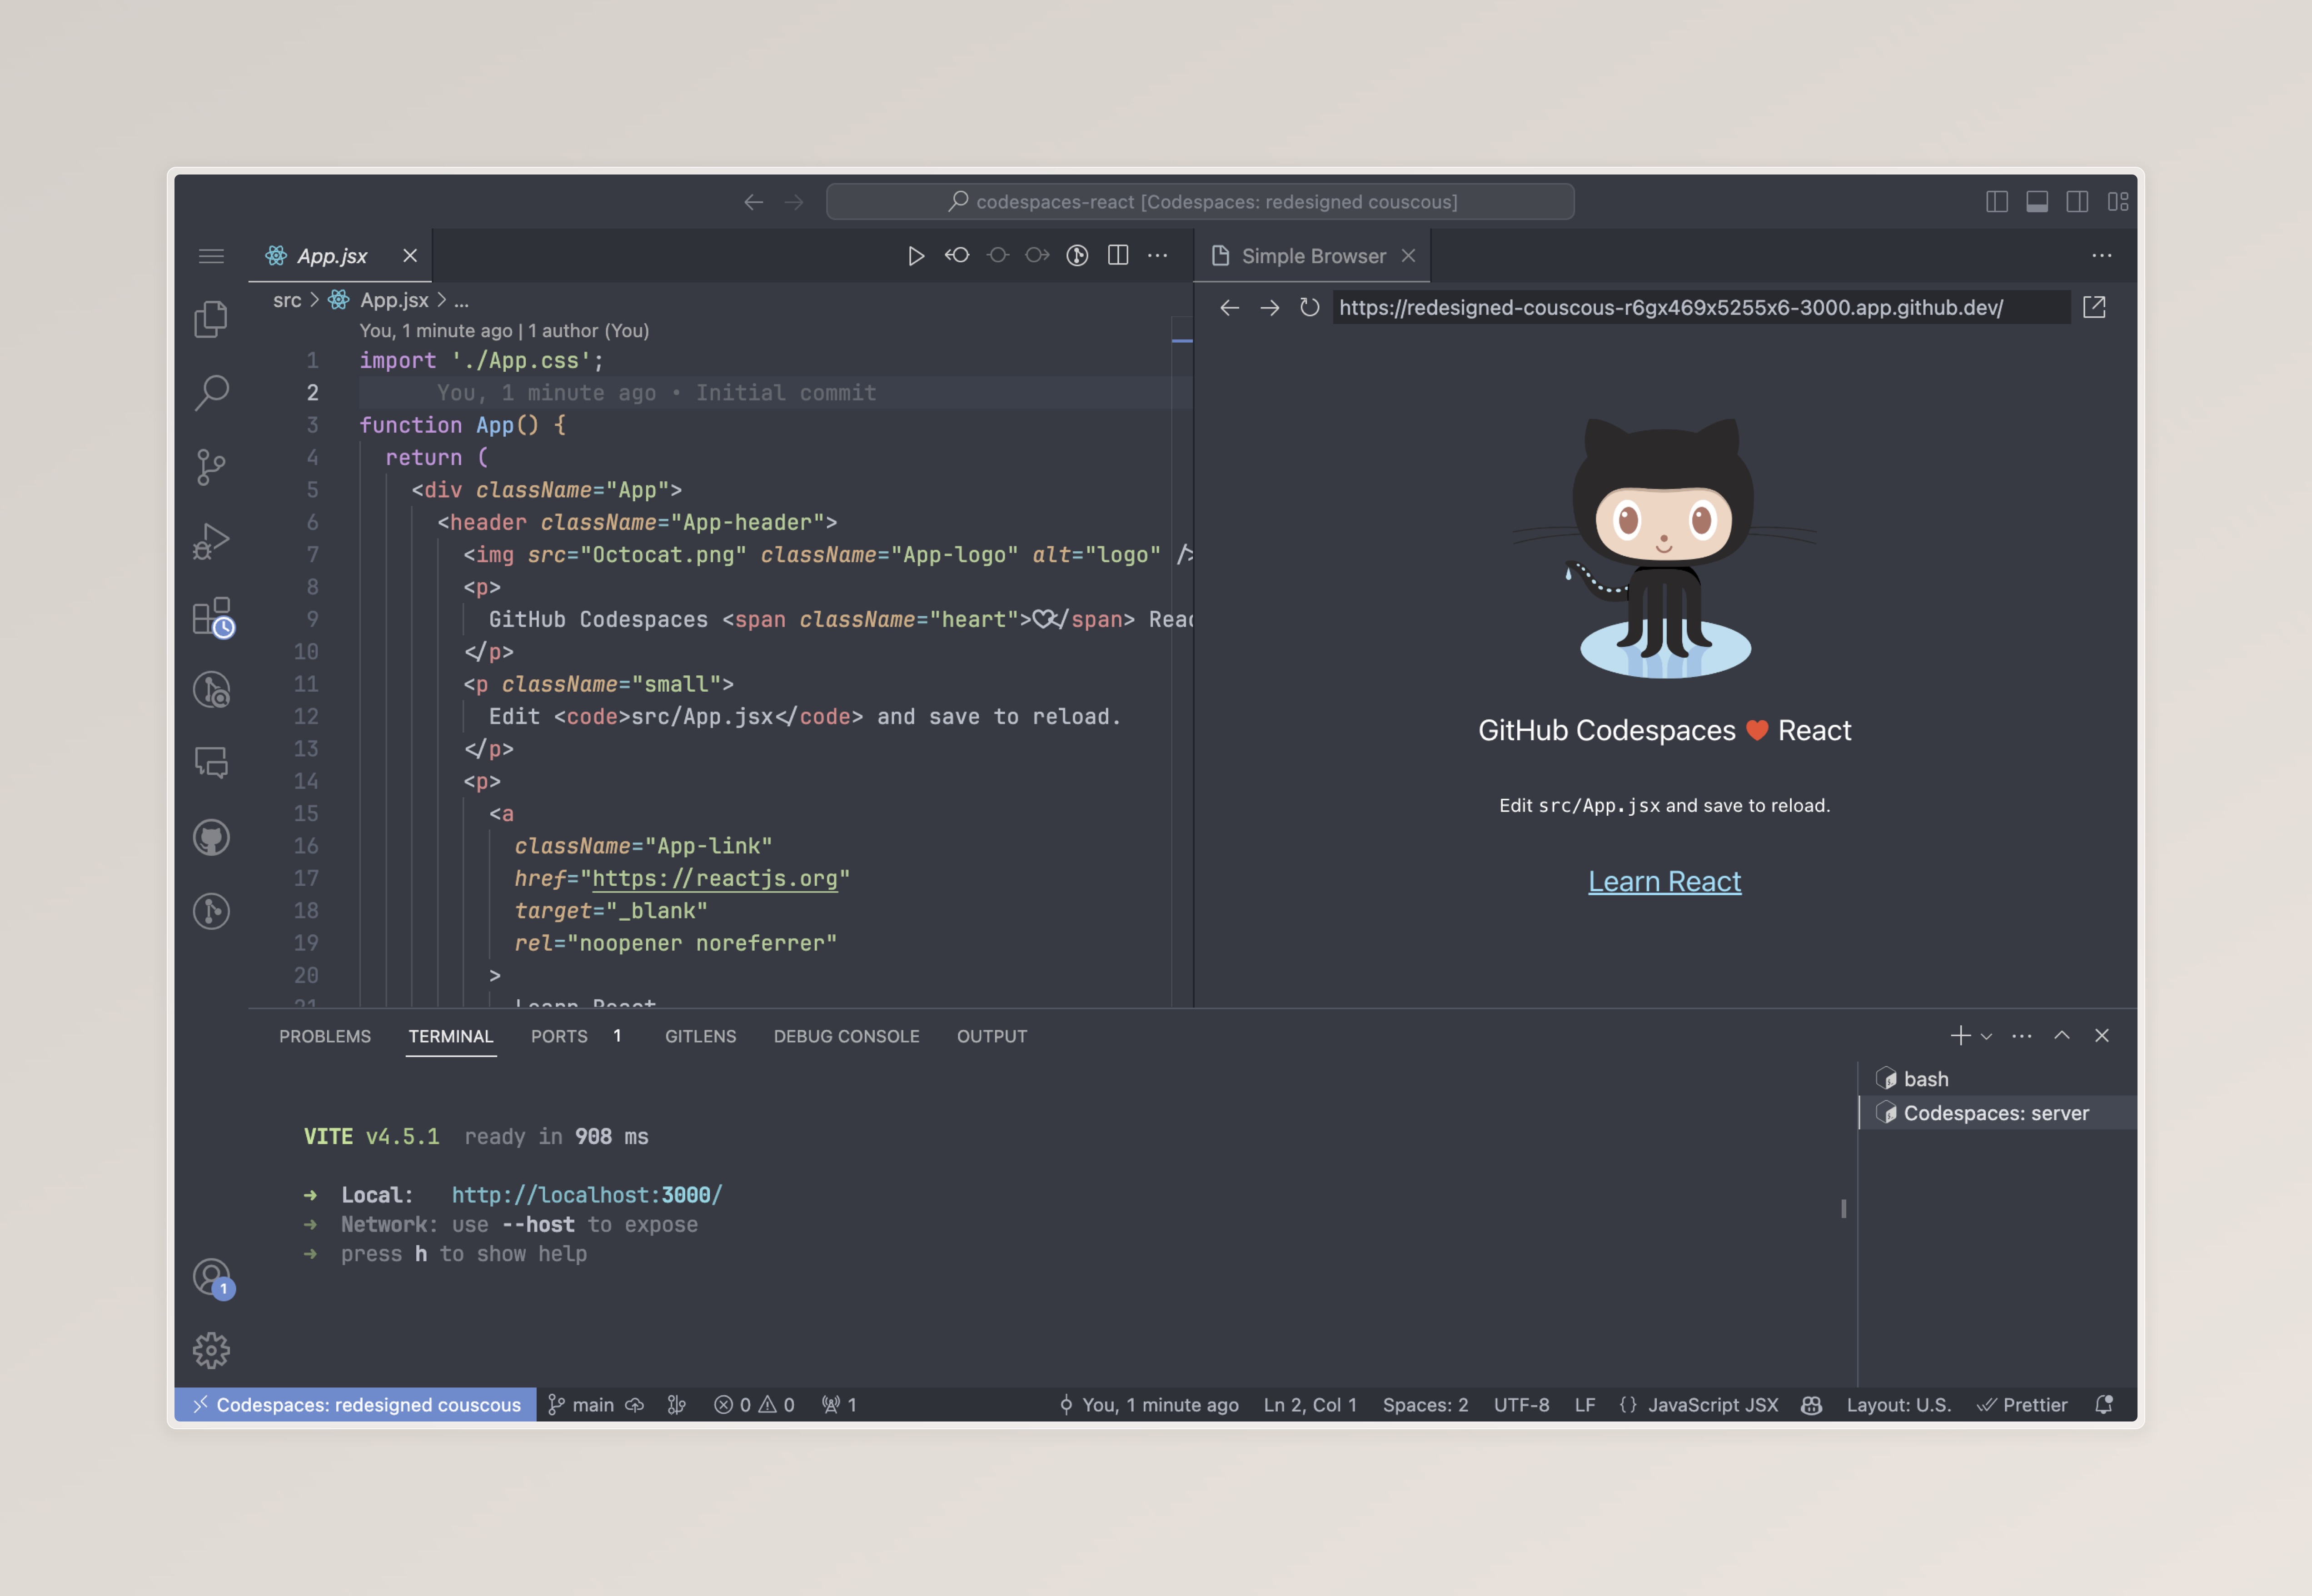 codespaces-react [Codespaces: redesigned couscous]
App.jsx
src > App.jsx > ...
You, 1 minute ago | 1 author (You)
1 import './App.css';
2 You, 1 minute ago • Initial commit
3 function App() {
4 return (
5 <div className="App">
6 <header className="App-header">
7 <img src="Octocat.png" className="App-logo" alt="logo" />
8 <p>
9 GitHub Codespaces <span className="heart">♥</span> Reac
10 </p>
11 <p className="small">
12 Edit <code>src/App.jsx</code> and save to reload.
13 </p>
14 <p>
15 <a
16 className="App-link"
17 href="https://reactjs.org"
18 target="_blank"
19 rel="noopener noreferrer"
20 >
21 Learn React
Simple Browser
https://redesigned-couscous-r6gx469x5255x6-3000.app.github.dev/
GitHub Codespaces ♥ React
Edit src/App.jsx and save to reload.
Learn React
PROBLEMS TERMINAL PORTS 1 GITLENS DEBUG CONSOLE OUTPUT
VITE v4.5.1 ready in 908 ms
➜ Local: http://localhost:3000/
➜ Network: use --host to expose
➜ press h to show help
bash
Codespaces: server
1
Codespaces: redesigned couscous main 0 0 1 You, 1 minute ago Ln 2, Col 1 Spaces: 2 UTF-8 LF {} JavaScript JSX Layout: U.S. Prettier